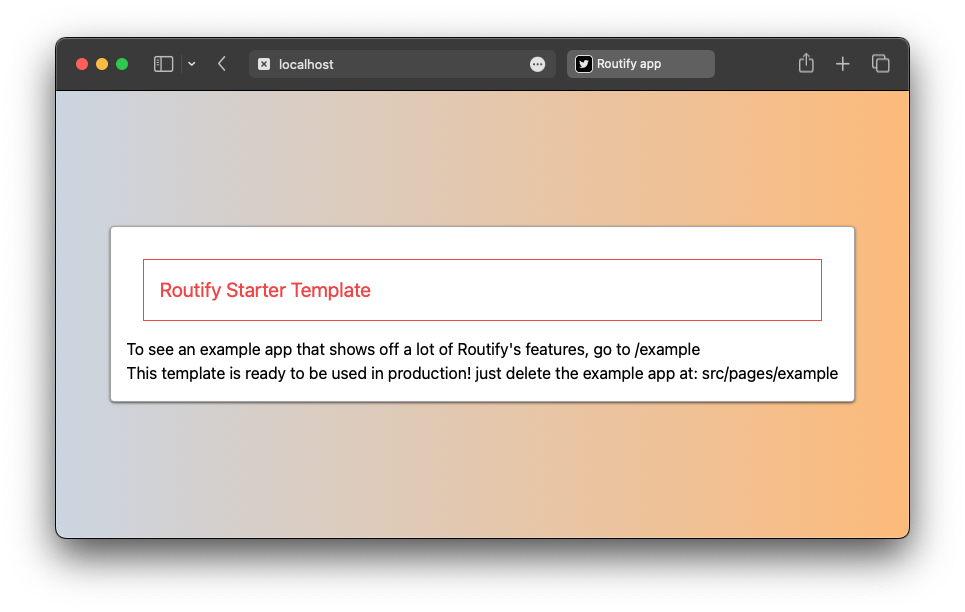 localhost
Routify app
Routify Starter Template
To see an example app that shows off a lot of Routify's features, go to /example
This template is ready to be used in production! just delete the example app at: src/pages/example